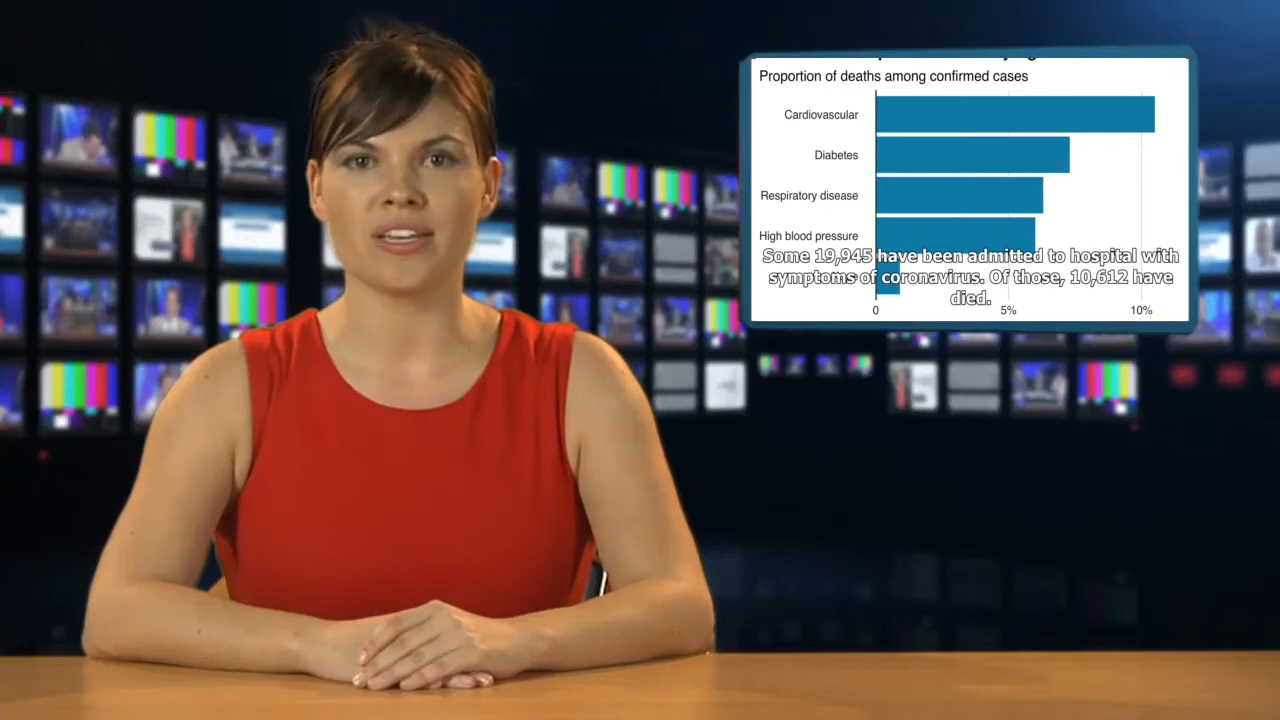 Proportion of deaths among confirmed cases
Cardiovascular
Diabetes
Respiratory disease
High blood pressure
Some 19,945 have been admitted to hospital with
symptoms of coronavirus. Of those, 10,612 have
died.
0
5%
10%